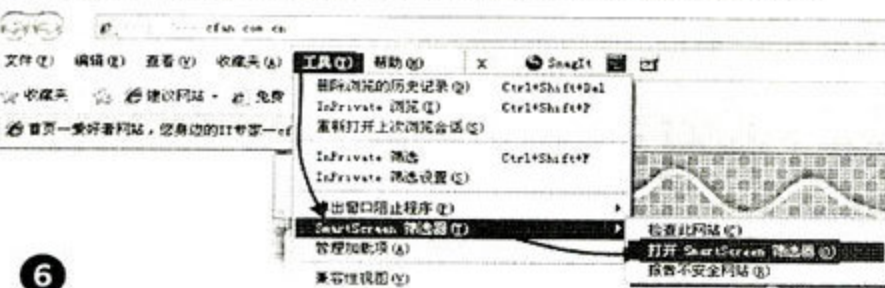 cfan com cn
文件(F) 编辑(E) 查看(V) 收藏夹(A) 工具(T) 帮助(H) x SnagIt
收藏夹 建议网站 免费
首页-爱好者网站，您身边的IT专家-cf
删除浏览的历史记录(D) Ctrl+Shift+Del
InPrivate 浏览(I) Ctrl+Shift+P
重新打开上次浏览会话(S)
InPrivate 筛选 Ctrl+Shift+F
InPrivate 筛选设置(S)
弹出窗口阻止程序(P)
SmartScreen 筛选器(T)
管理加载项(A)
兼容性视图(V)
检查此网站(C)
打开 SmartScreen 筛选器(O)
报告不安全网站(R)
6